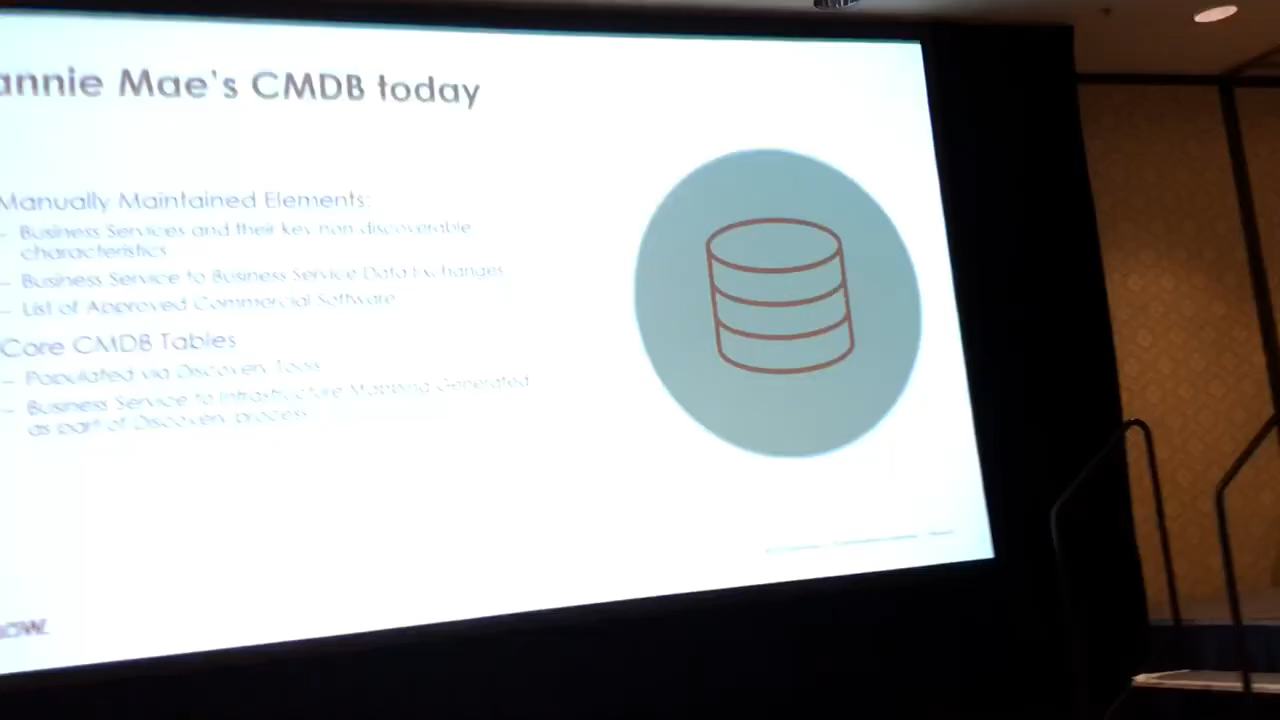 annie Mae's CMDB today
Manually Maintained Elements:
– Business Services and their key non discoverable
characteristics
– Business Service to Business Service Data Exchanges
– List of Approved Commercial Software
Core CMDB Tables
– Populated via Discovery Tools
– Business Service to Infrastructure Mapping Generated
as part of Discovery process